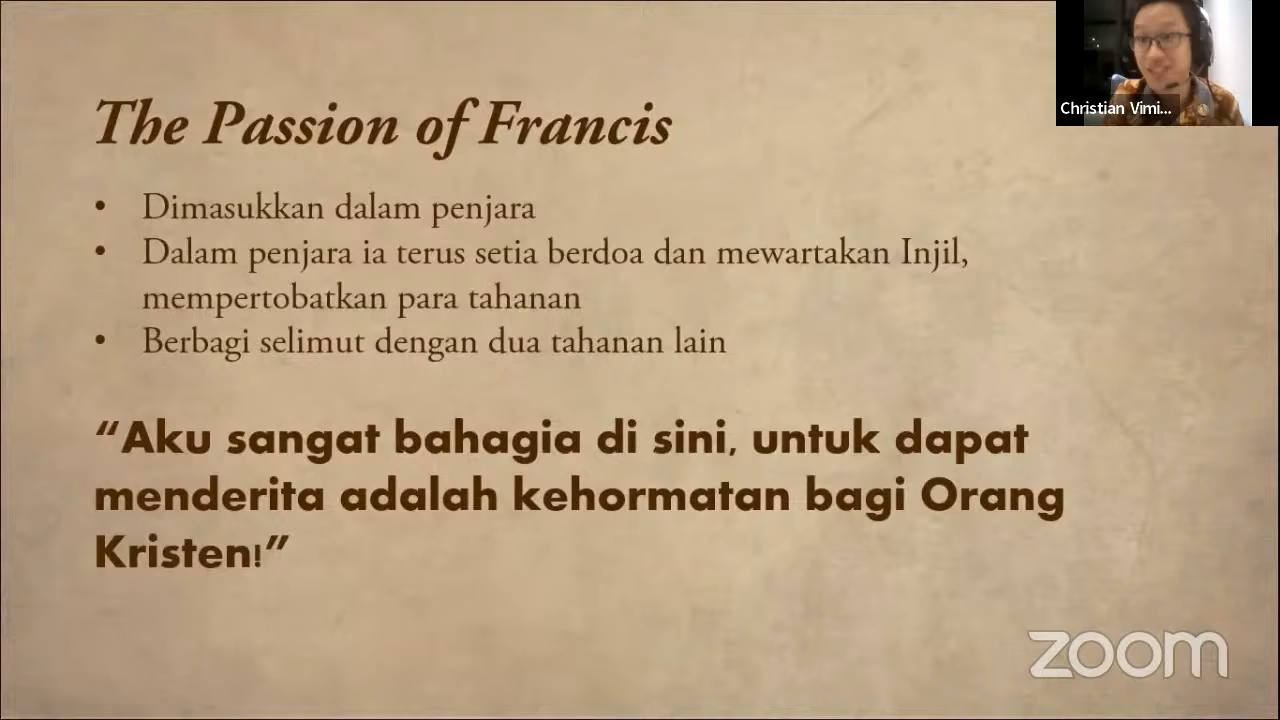 The Passion of Francis
• Dimasukkan dalam penjara
• Dalam penjara ia terus setia berdoa dan mewartakan Injil,
mempertobatkan para tahanan
• Berbagi selimut dengan dua tahanan lain
“Aku sangat bahagia di sini, untuk dapat
menderita adalah kehormatan bagi Orang
Kristen!”
Christian Vimi...
zoom